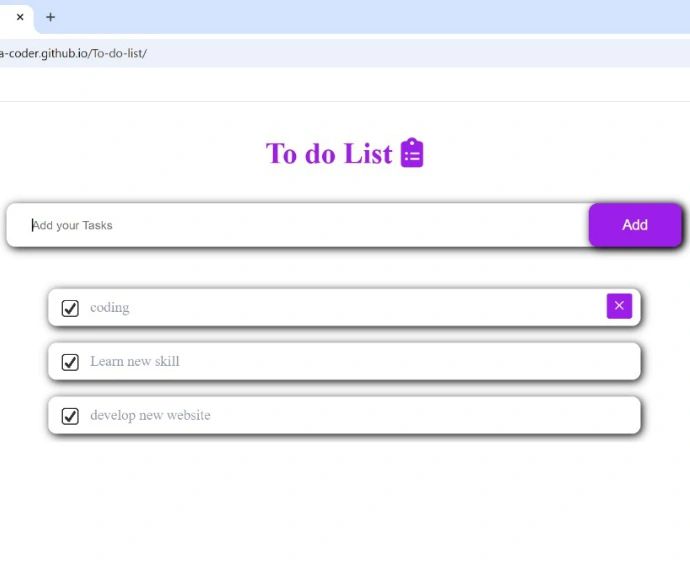 a-coder.github.io/To-do-list/
To do List
Add your Tasks
Add
coding
Learn new skill
develop new website